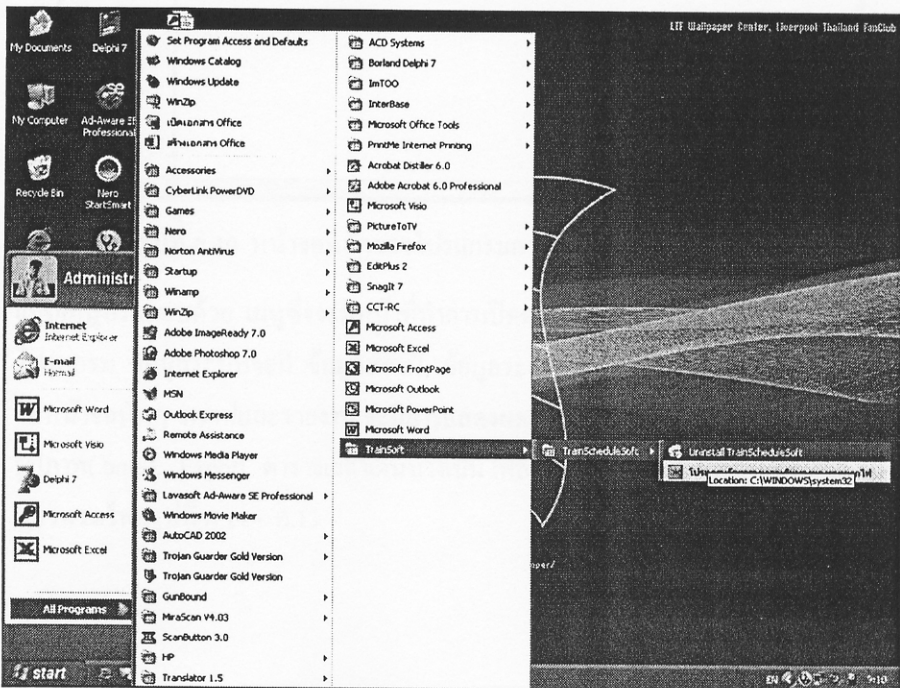 LTF Wallpaper Center, Liverpool Thailand FanClub
My Documents
Delphi 7
My Computer
Ad-Aware SE Professional
Recycle Bin
Nero StartSmart
Administr
Internet
Internet Explorer
E-mail
Hotmail
Microsoft Word
Microsoft Visio
Delphi 7
Microsoft Access
Microsoft Excel
All Programs
start
Set Program Access and Defaults
Windows Catalog
Windows Update
WinZip
เปิดเอกสาร Office
สร้างเอกสาร Office
Accessories
CyberLink PowerDVD
Games
Nero
Norton AntiVirus
Startup
Winamp
WinZip
Adobe ImageReady 7.0
Adobe Photoshop 7.0
Internet Explorer
MSN
Outlook Express
Remote Assistance
Windows Media Player
Windows Messenger
Lavasoft Ad-Aware SE Professional
Windows Movie Maker
AutoCAD 2002
Trojan Guarder Gold Version
Trojan Guarder Gold Version
GunBound
MiraScan V4.03
ScanButton 3.0
HP
Translator 1.5
ACD Systems
Borland Delphi 7
ImTOO
InterBase
Microsoft Office Tools
PrintMe Internet Printing
Acrobat Distiller 6.0
Adobe Acrobat 6.0 Professional
Microsoft Visio
PictureToTV
Mozilla Firefox
EditPlus 2
SnagIt 7
CCT-RC
Microsoft Access
Microsoft Excel
Microsoft FrontPage
Microsoft Outlook
Microsoft PowerPoint
Microsoft Word
TrainSoft
TrainScheduleSoft
Uninstall TrainScheduleSoft
Location: C:\WINDOWS\system32
EN
9:10